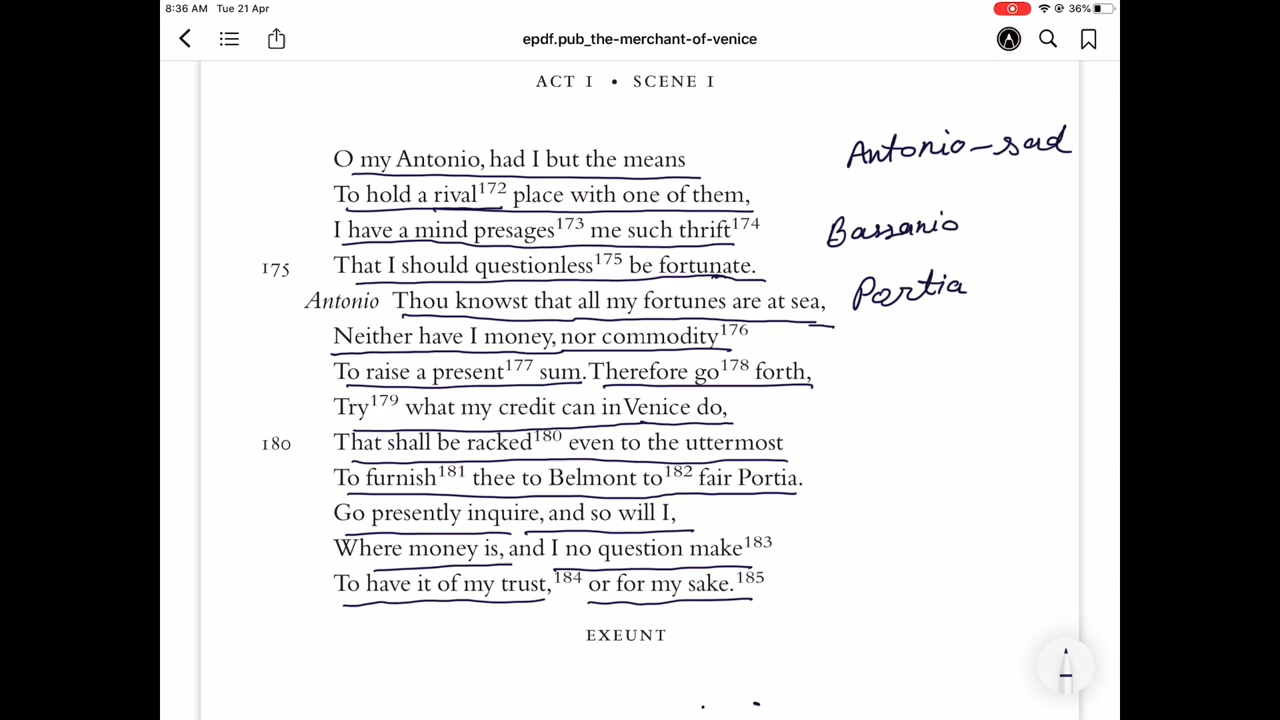 8:36 AM Tue 21 Apr
36%
epdf.pub_the-merchant-of-venice
ACT I • SCENE I
O my Antonio, had I but the means
To hold a rival172 place with one of them,
I have a mind presages173 me such thrift174
175 That I should questionless175 be fortunate.
Antonio Thou knowst that all my fortunes are at sea,
Neither have I money, nor commodity176
To raise a present177 sum. Therefore go178 forth,
Try179 what my credit can in Venice do,
180 That shall be racked180 even to the uttermost
To furnish181 thee to Belmont to182 fair Portia.
Go presently inquire, and so will I,
Where money is, and I no question make183
To have it of my trust,184 or for my sake.185
EXEUNT
Antonio – sad
Bassanio
Portia